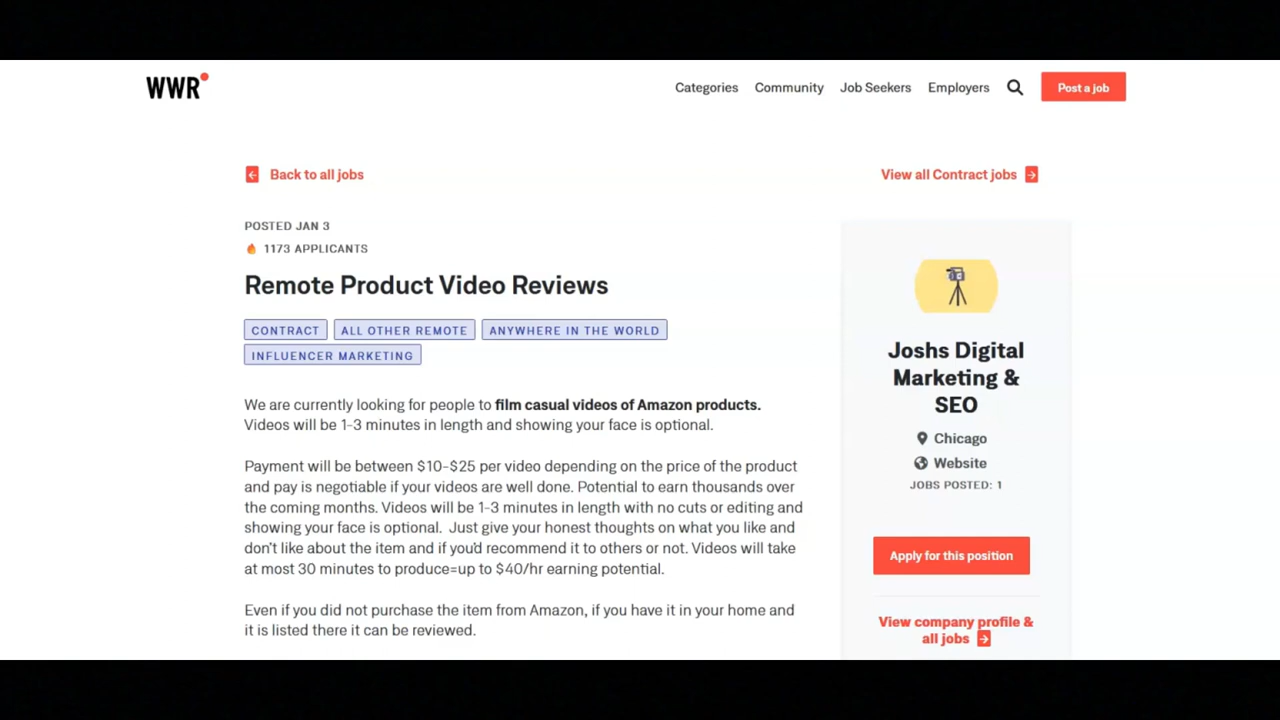 WWR
Categories Community Job Seekers Employers Post a job
Back to all jobs
View all Contract jobs
POSTED JAN 3
1173 APPLICANTS
Remote Product Video Reviews
CONTRACT ALL OTHER REMOTE ANYWHERE IN THE WORLD
INFLUENCER MARKETING
We are currently looking for people to film casual videos of Amazon products.
Videos will be 1-3 minutes in length and showing your face is optional.
Payment will be between $10-$25 per video depending on the price of the product
and pay is negotiable if your videos are well done. Potential to earn thousands over
the coming months. Videos will be 1-3 minutes in length with no cuts or editing and
showing your face is optional. Just give your honest thoughts on what you like and
don't like about the item and if you'd recommend it to others or not. Videos will take
at most 30 minutes to produce=up to $40/hr earning potential.
Even if you did not purchase the item from Amazon, if you have it in your home and
it is listed there it can be reviewed.
Joshs Digital
Marketing &
SEO
Chicago
Website
JOBS POSTED: 1
Apply for this position
View company profile &
all jobs